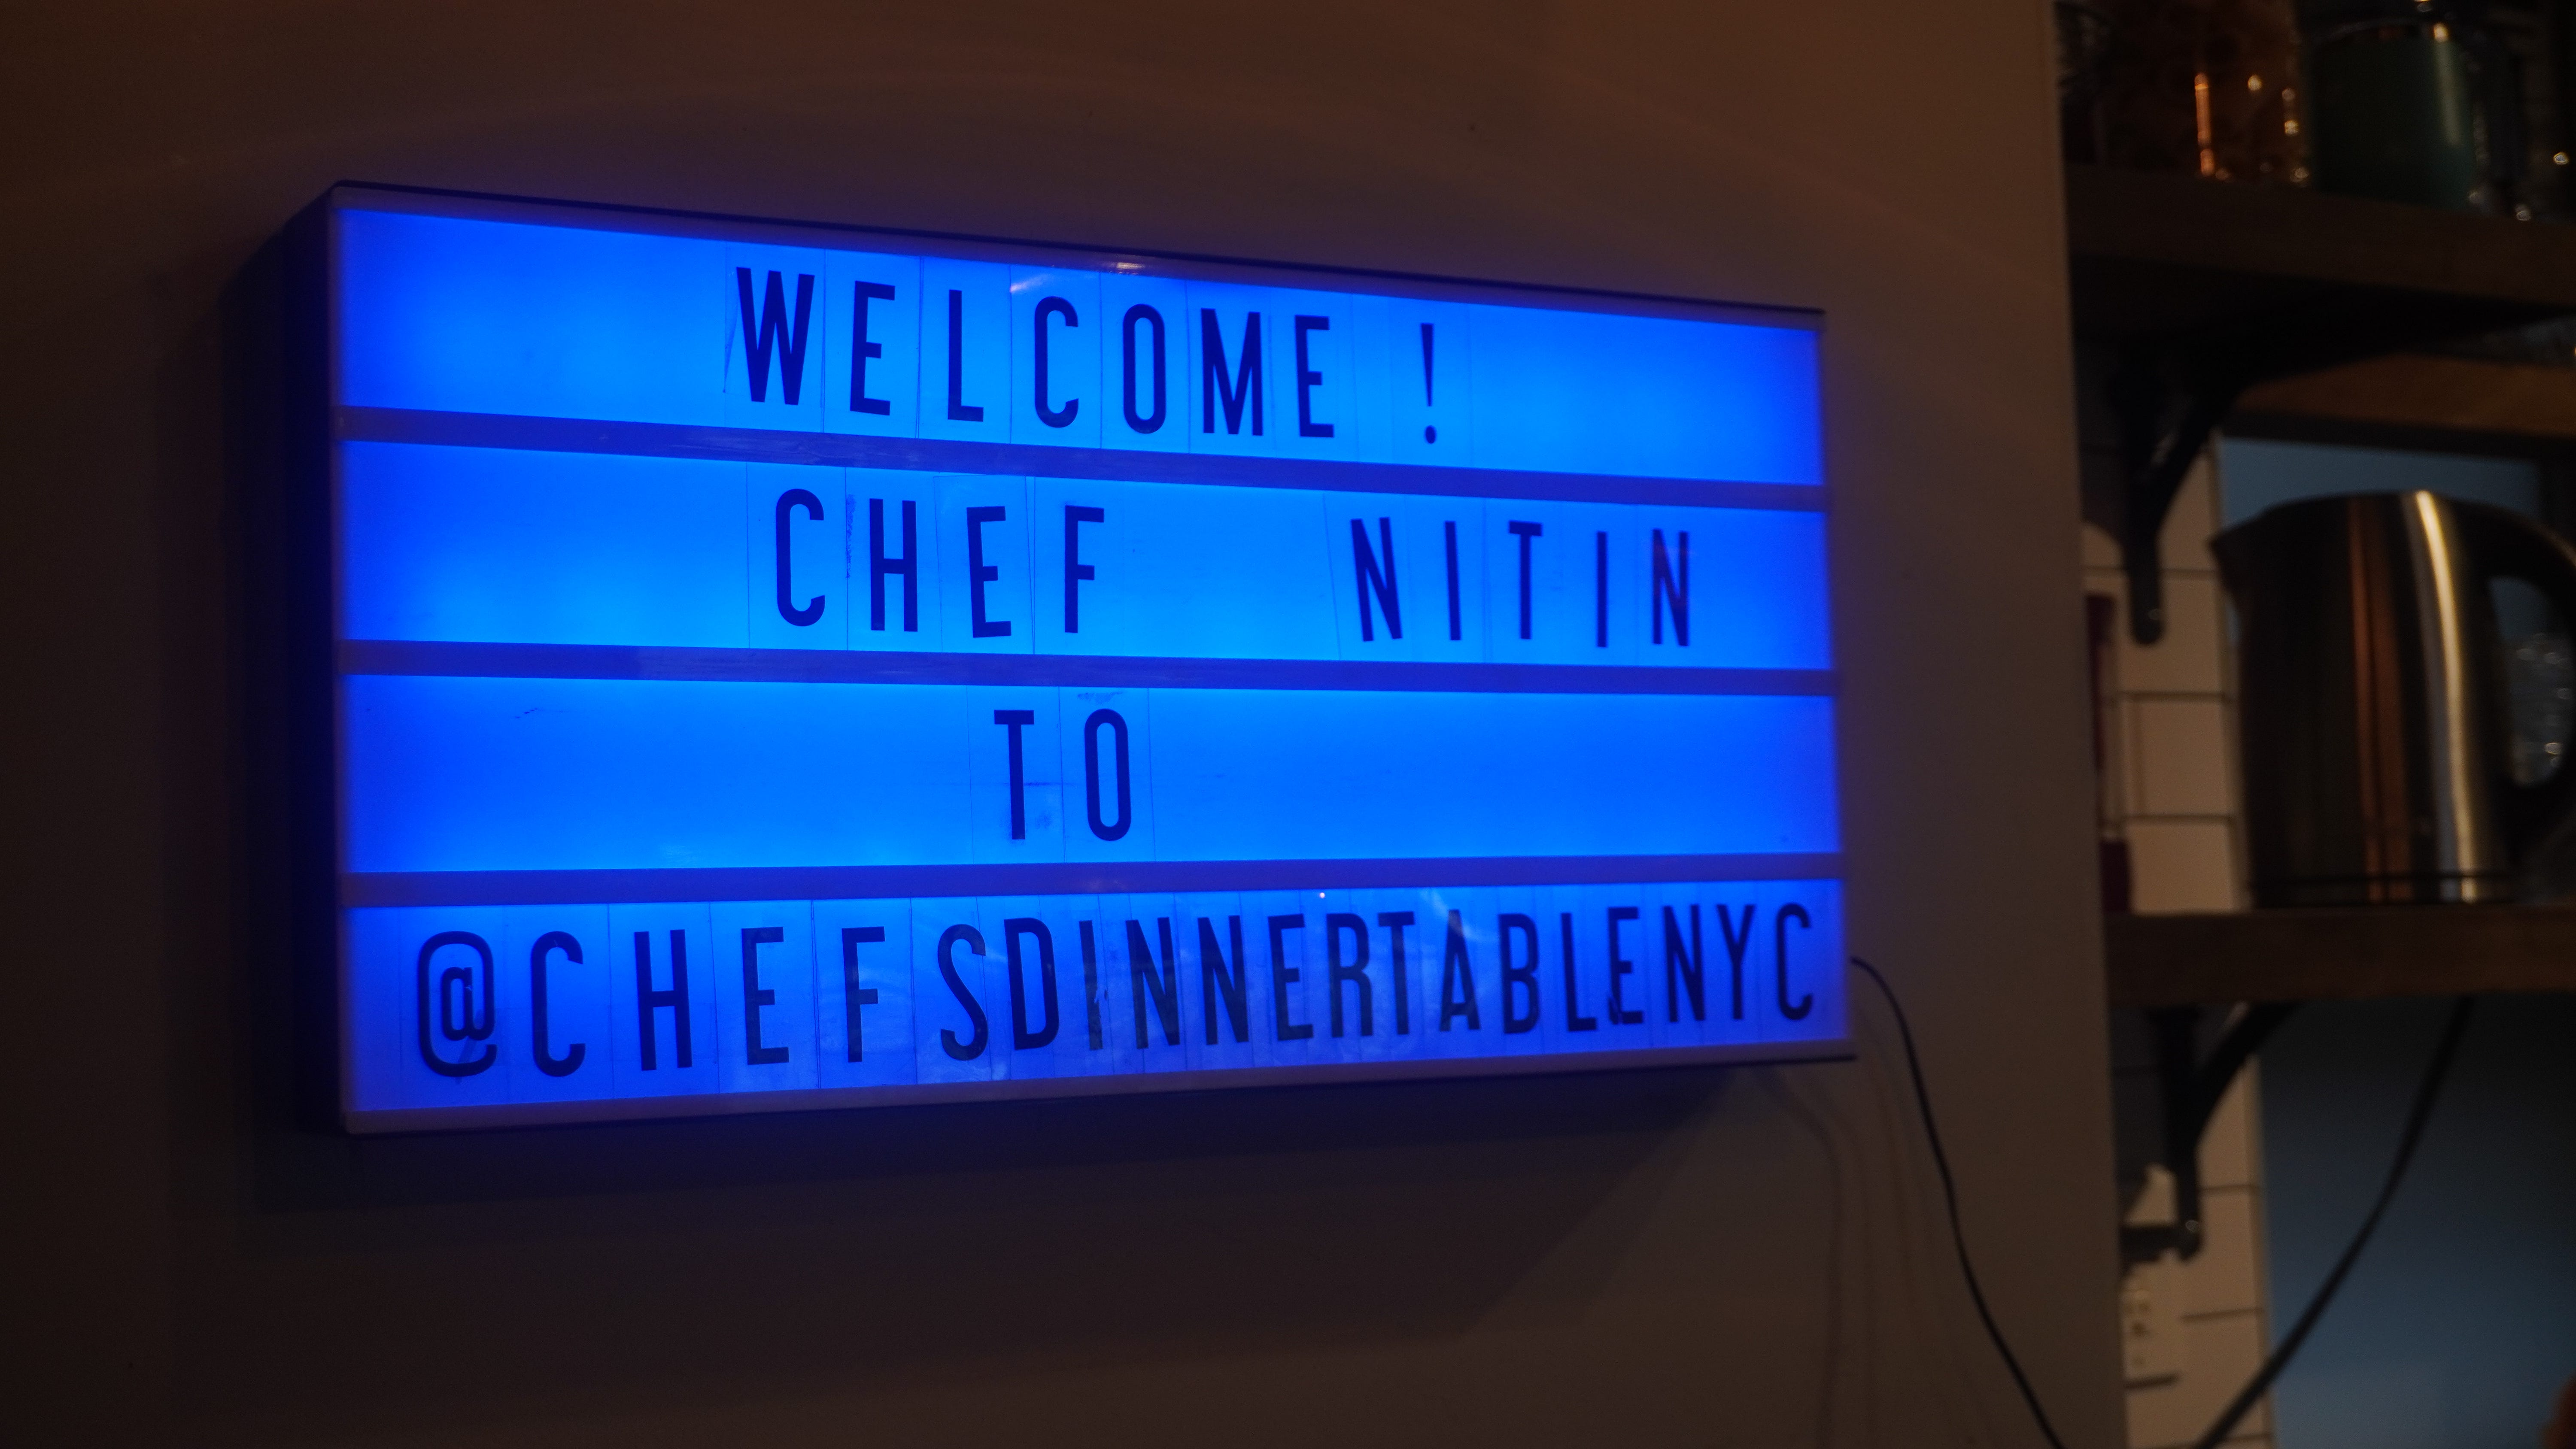 WELCOME !
CHEF NITIN
TO
@CHEFSDINNERTABLENYC